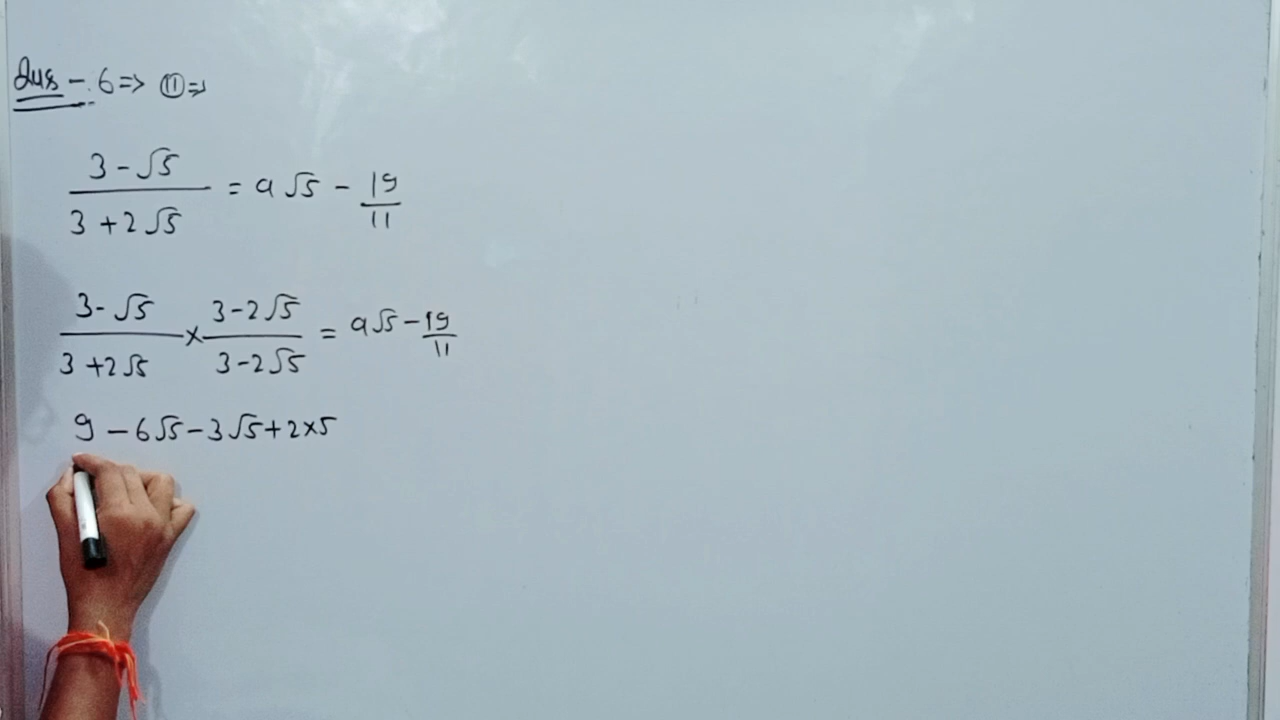 Ans - 6 => ⑪ =>
3 - √5 / 3 + 2√5 = a√5 - 19/11
3 - √5 / 3 + 2√5 × 3 - 2√5 / 3 - 2√5 = a√5 - 19/11
9 - 6√5 - 3√5 + 2×5